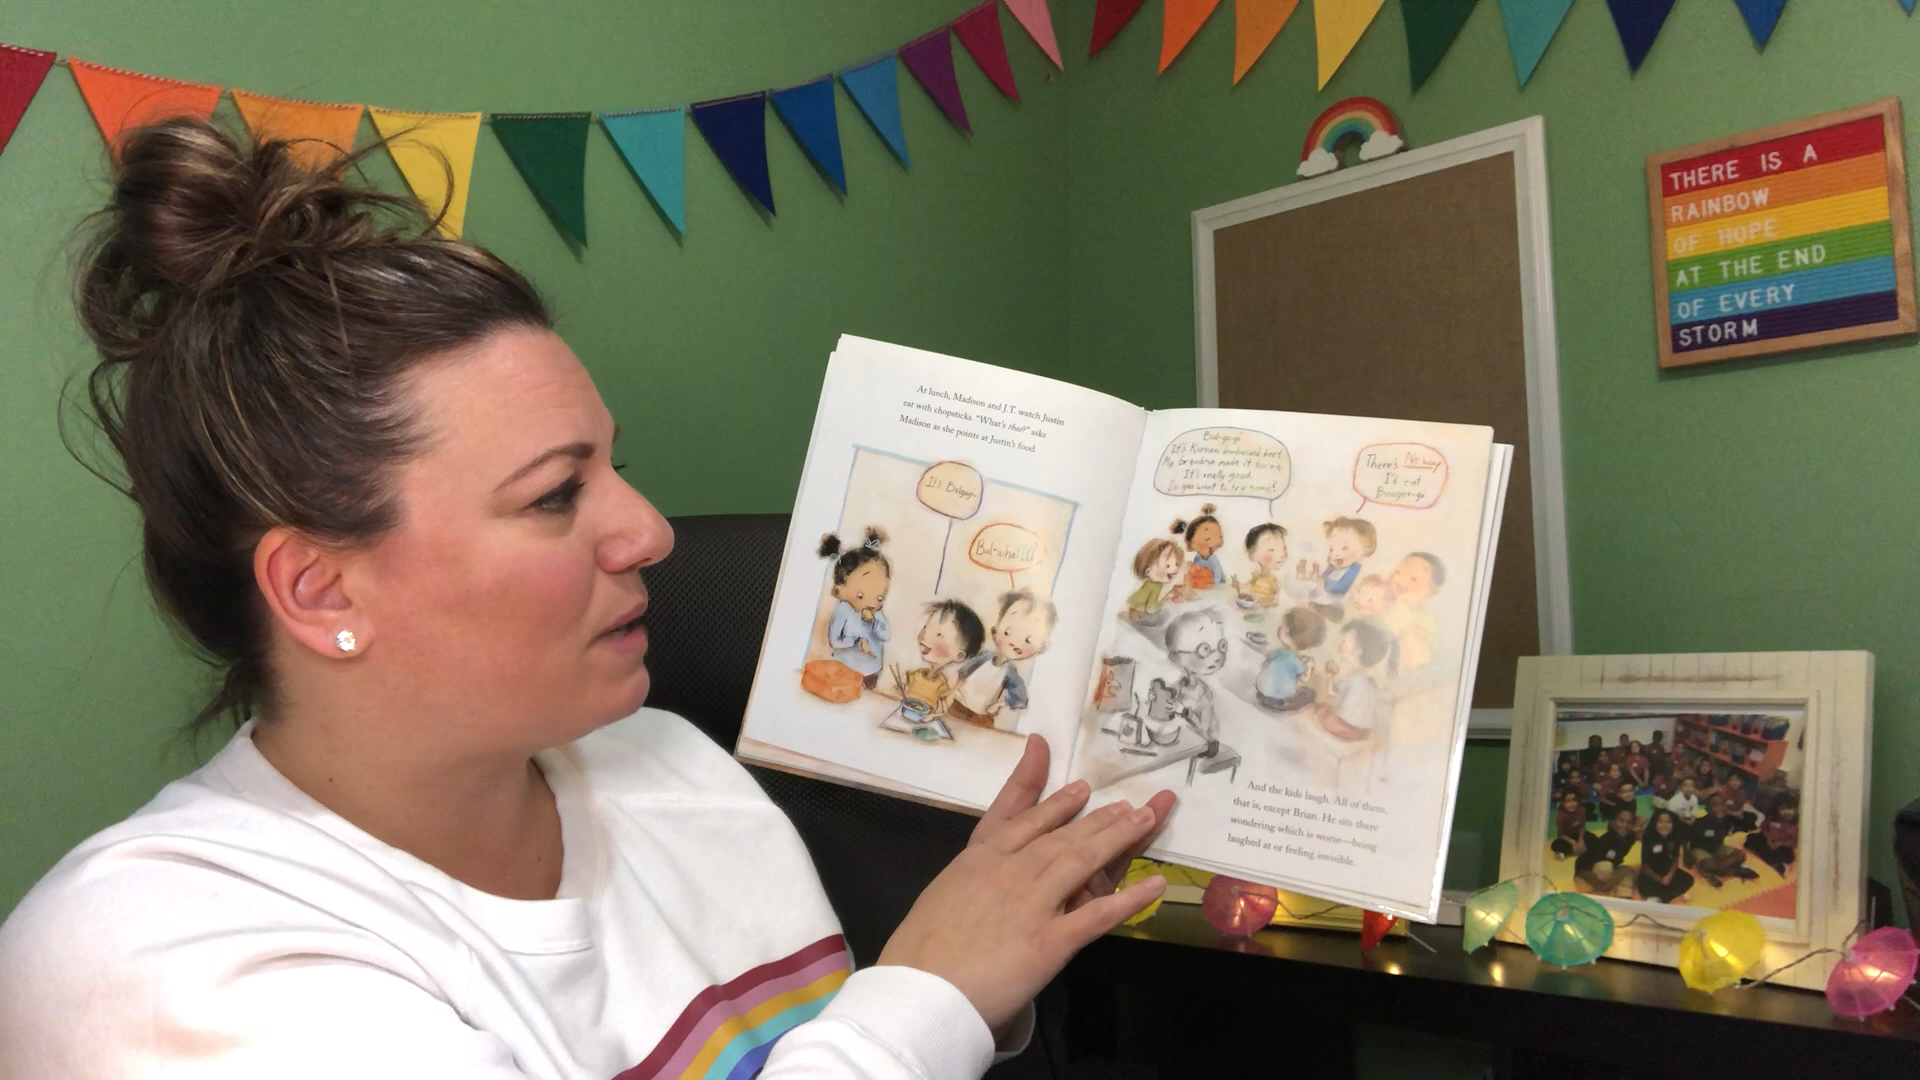 THERE IS A
RAINBOW
OF HOPE
AT THE END
OF EVERY
STORM
At lunch, Madison and J.T. watch Justin
eat with chopsticks. "What's that?" asks
Madison as she points at Justin's food.
It's Bulgogi.
Bul-what?
Bul-go-gi
It's Korean barbecued beef.
My Grandma made it for me.
It's really good.
Do you want to try some?
There's No way
I'd eat
Booger-gi.
And the kids laugh. All of them,
that is, except Brian. He sits there
wondering which is worse—being
laughed at or feeling invisible.